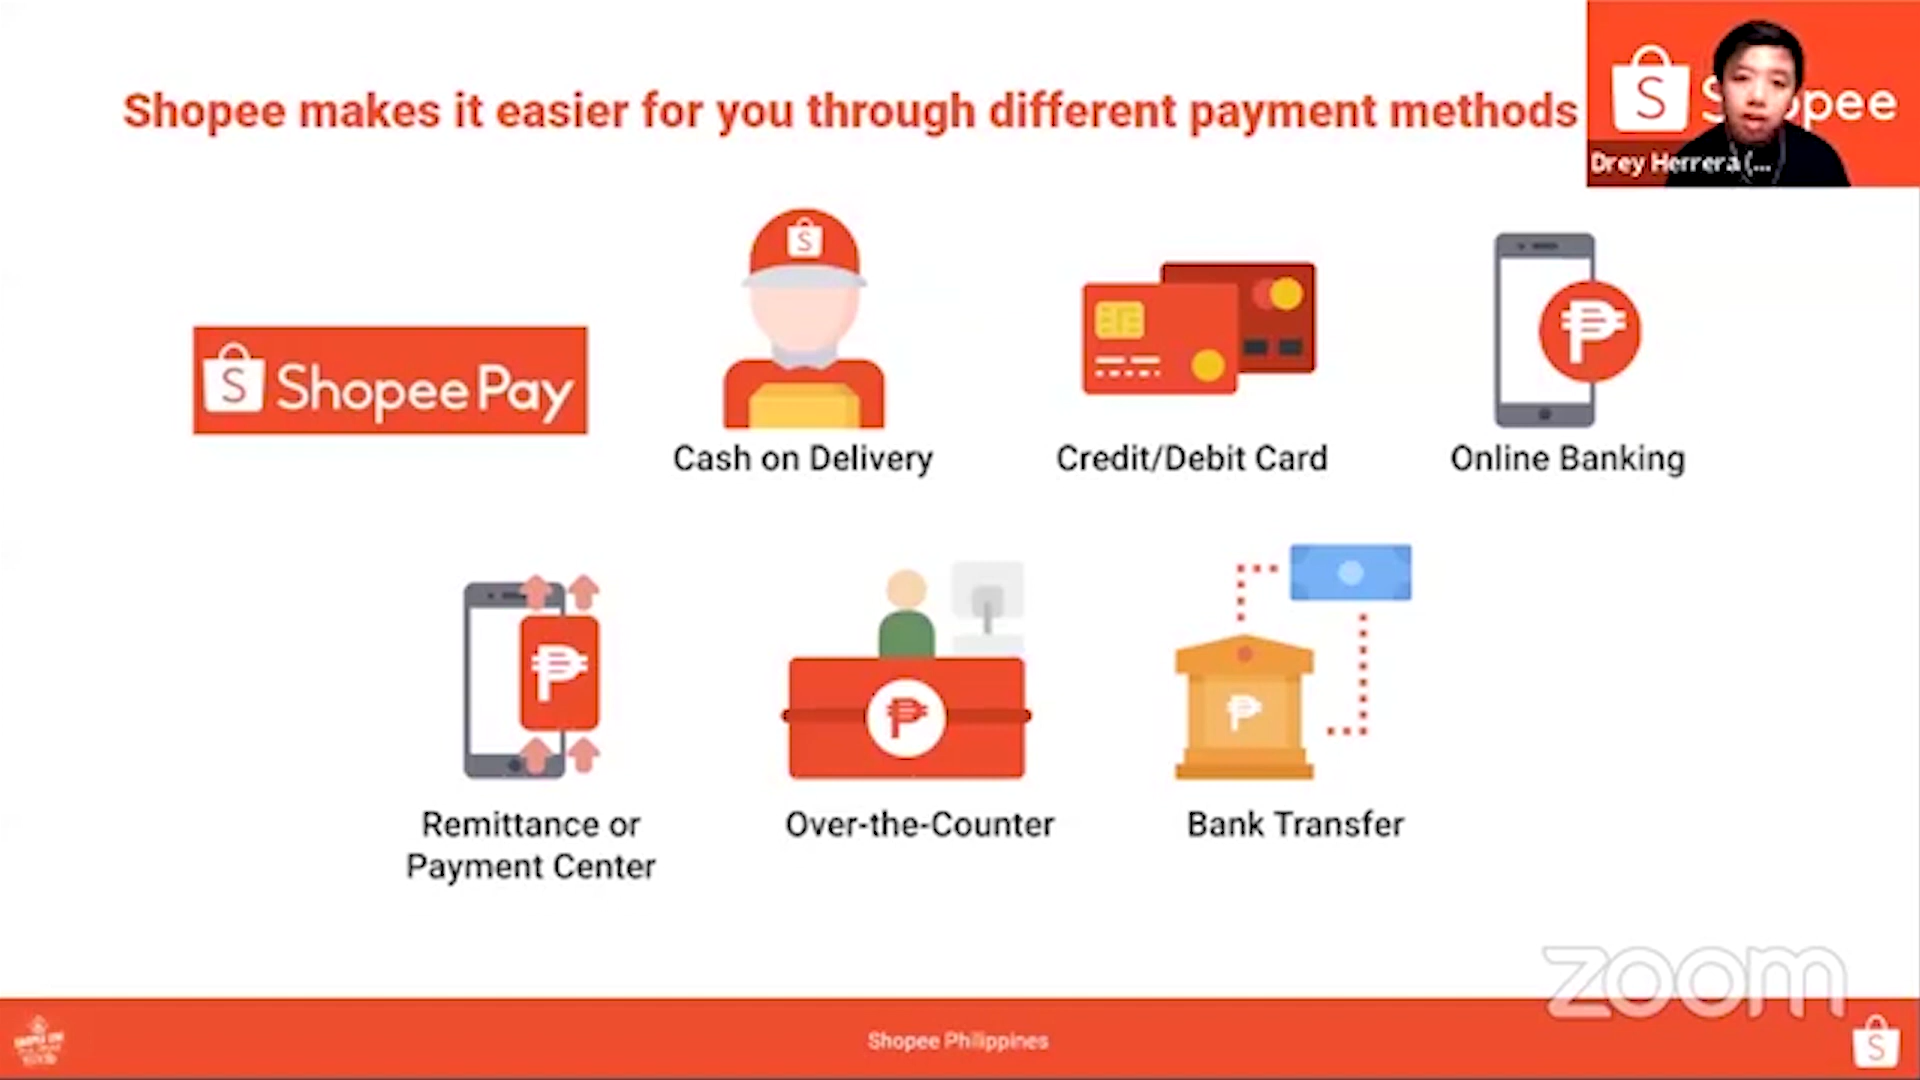 Shopee makes it easier for you through different payment methods
Drey Herrera (...
Shopee Pay
Cash on Delivery
Credit/Debit Card
Online Banking
Remittance or
Payment Center
Over-the-Counter
Bank Transfer
zoom
Shopee Philippines